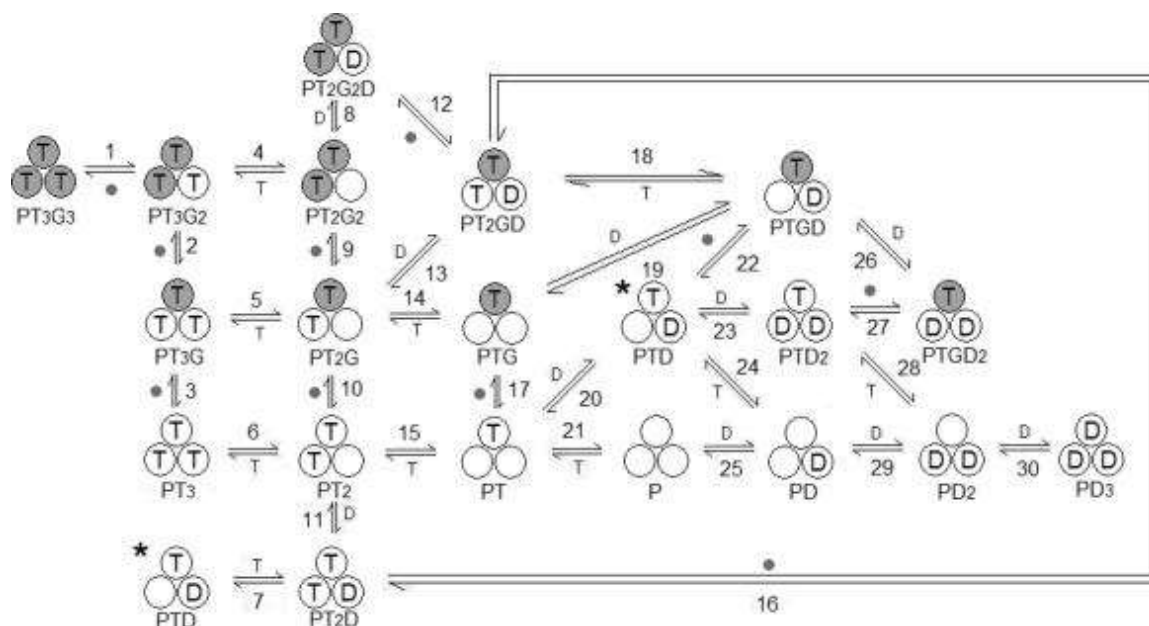 T
T D
PT2G2D
D 8
12
1
4
T
18
T
T
T T
PT3G3
T
T T
PT3G2
T
T
PT2G2
T
T D
PT2GD
T
D
PTGD
2
9
D
13
D
19
22
D
26
5
T
14
T
T
T T
PT3G
T
T
PT2G
T
PTG
*
T
D
PTD
D
23
T
D D
PTD2
27
T
D D
PTGD2
3
10
17
D
20
24
T
28
T
6
T
15
T
21
T
D
25
D
29
D
30
T
T T
PT3
T
T
PT2
T
PT
P
D
PD
D D
PD2
D
D D
PD3
11 D
*
T
D
PTD
T
7
T
T D
PT2D
16